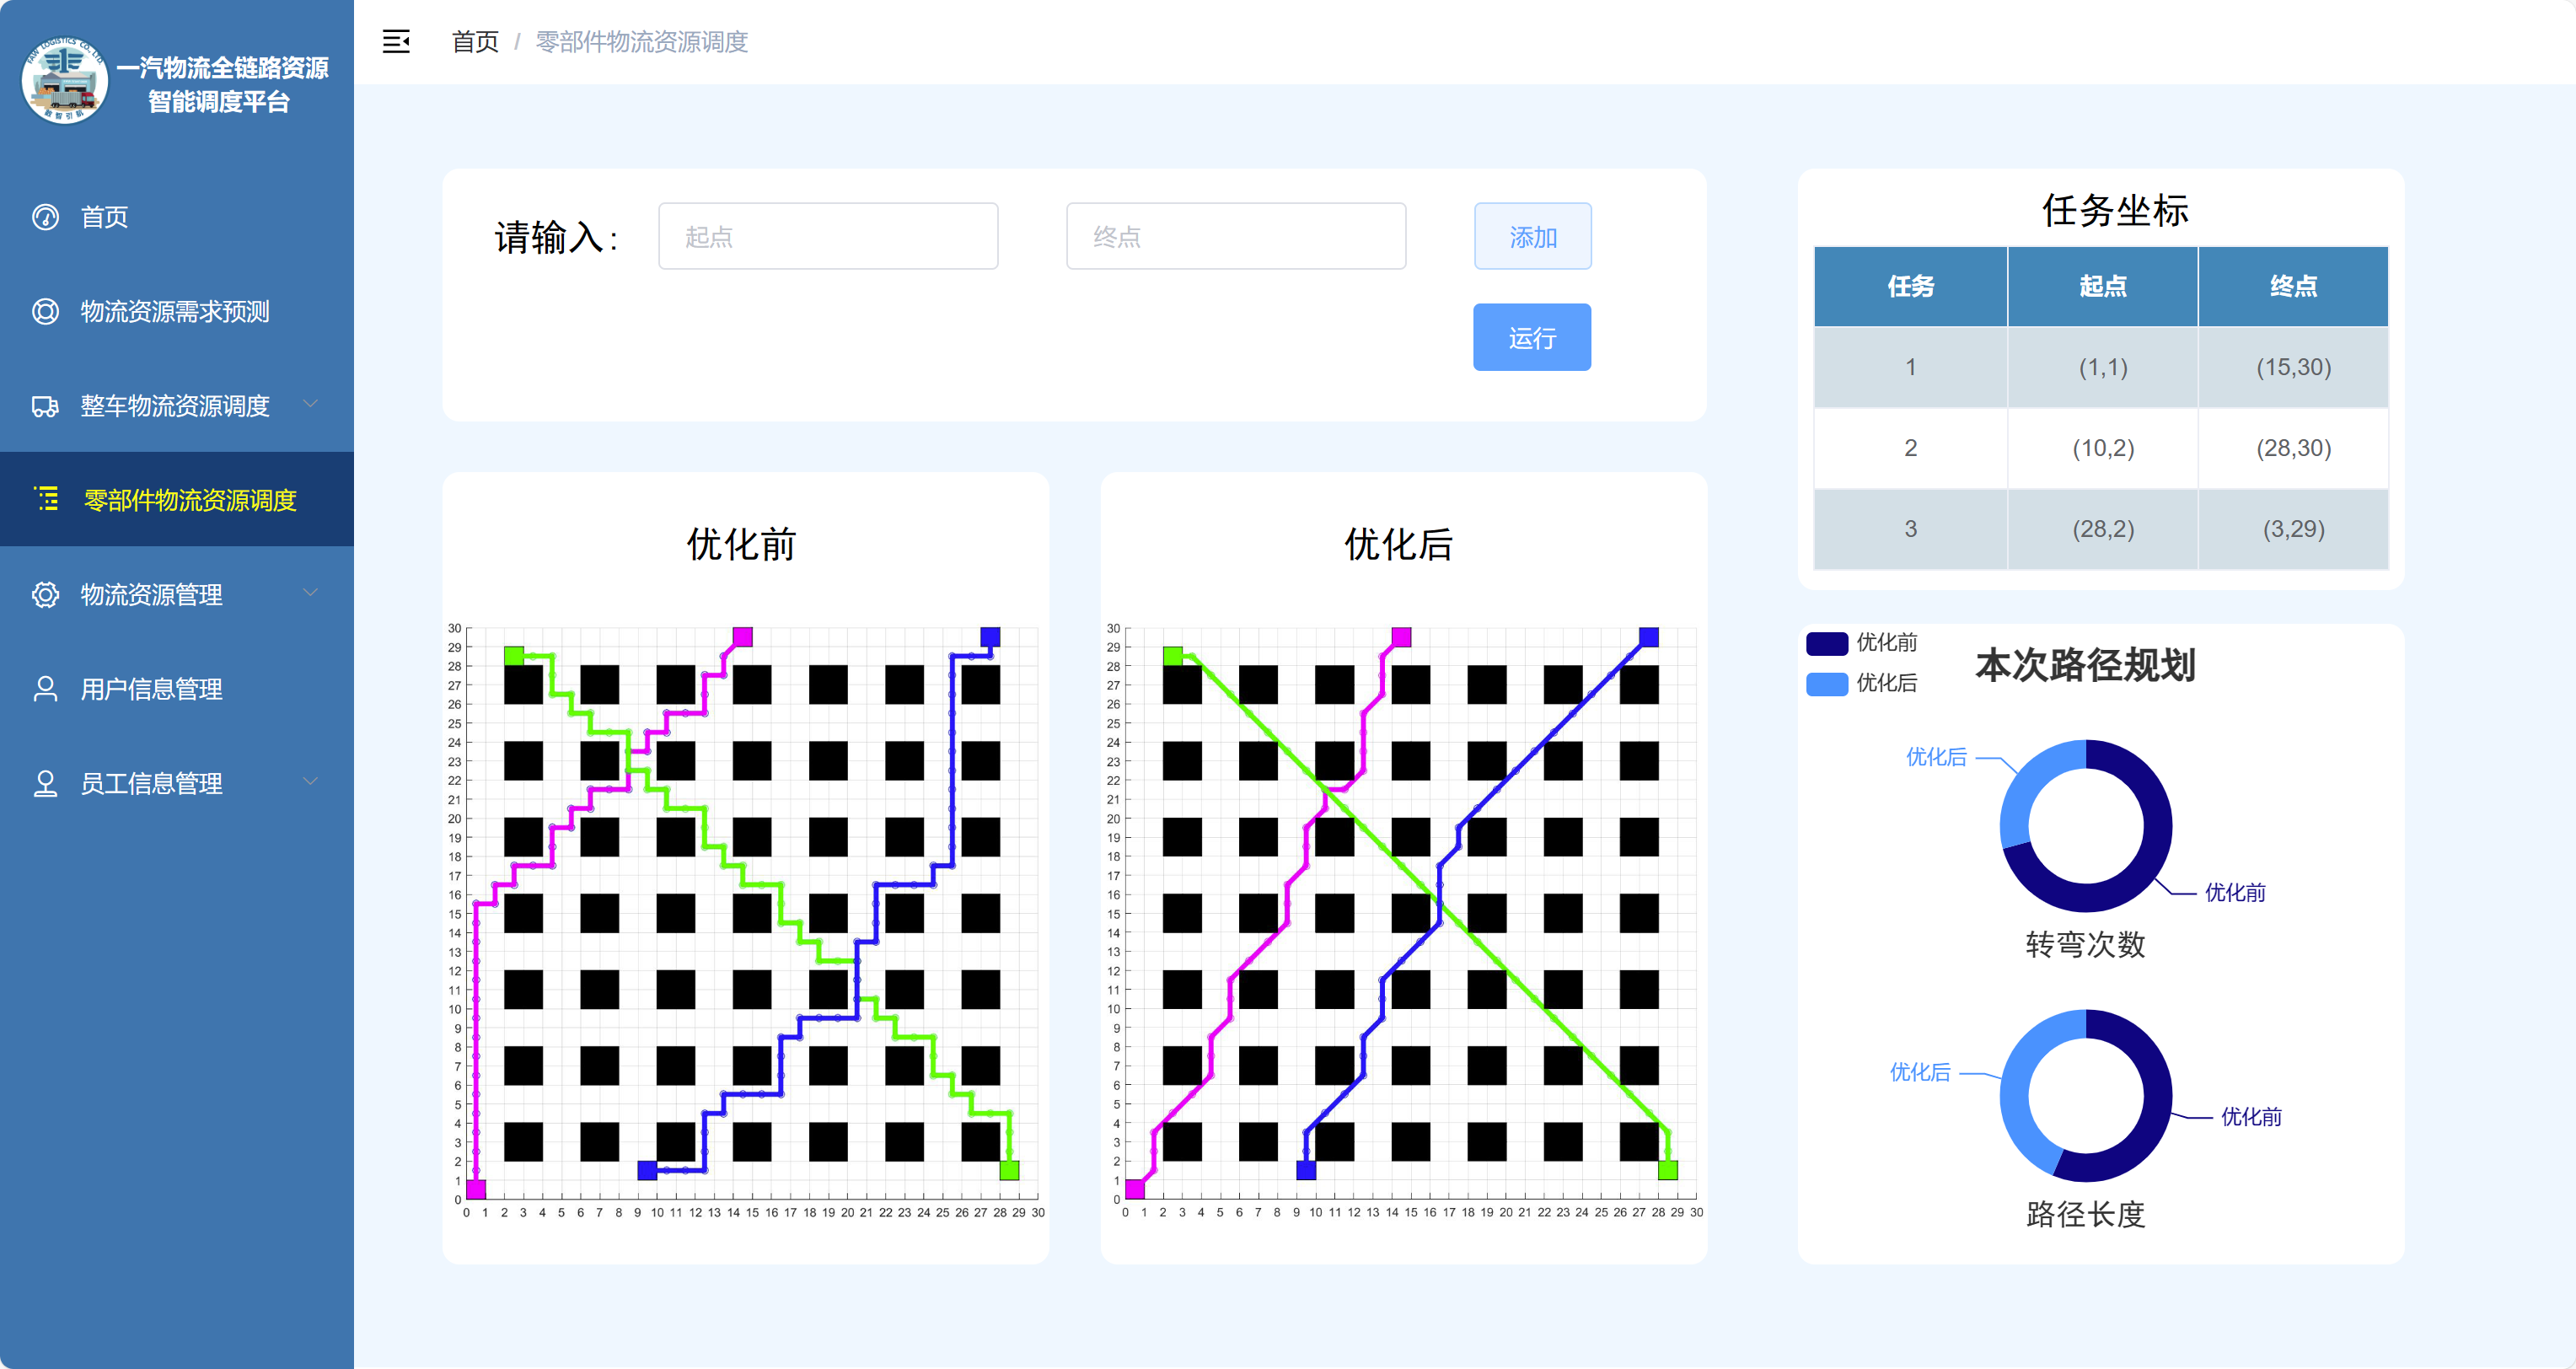 FAW LOGISTICS CO., LTD.
数智引航
一汽物流全链路资源
智能调度平台
首页
物流资源需求预测
整车物流资源调度
零部件物流资源调度
物流资源管理
用户信息管理
员工信息管理
首页 / 零部件物流资源调度
请输入: 起点 终点 添加
运行
优化前
30
29
28
27
26
25
24
23
22
21
20
19
18
17
16
15
14
13
12
11
10
9
8
7
6
5
4
3
2
1
0
0 1 2 3 4 5 6 7 8 9 10 11 12 13 14 15 16 17 18 19 20 21 22 23 24 25 26 27 28 29 30
优化后
30
29
28
27
26
25
24
23
22
21
20
19
18
17
16
15
14
13
12
11
10
9
8
7
6
5
4
3
2
1
0
0 1 2 3 4 5 6 7 8 9 10 11 12 13 14 15 16 17 18 19 20 21 22 23 24 25 26 27 28 29 30
任务坐标
任务 起点 终点
1 (1,1) (15,30)
2 (10,2) (28,30)
3 (28,2) (3,29)
优化前
优化后
本次路径规划
优化后
优化前
转弯次数
优化后
优化前
路径长度